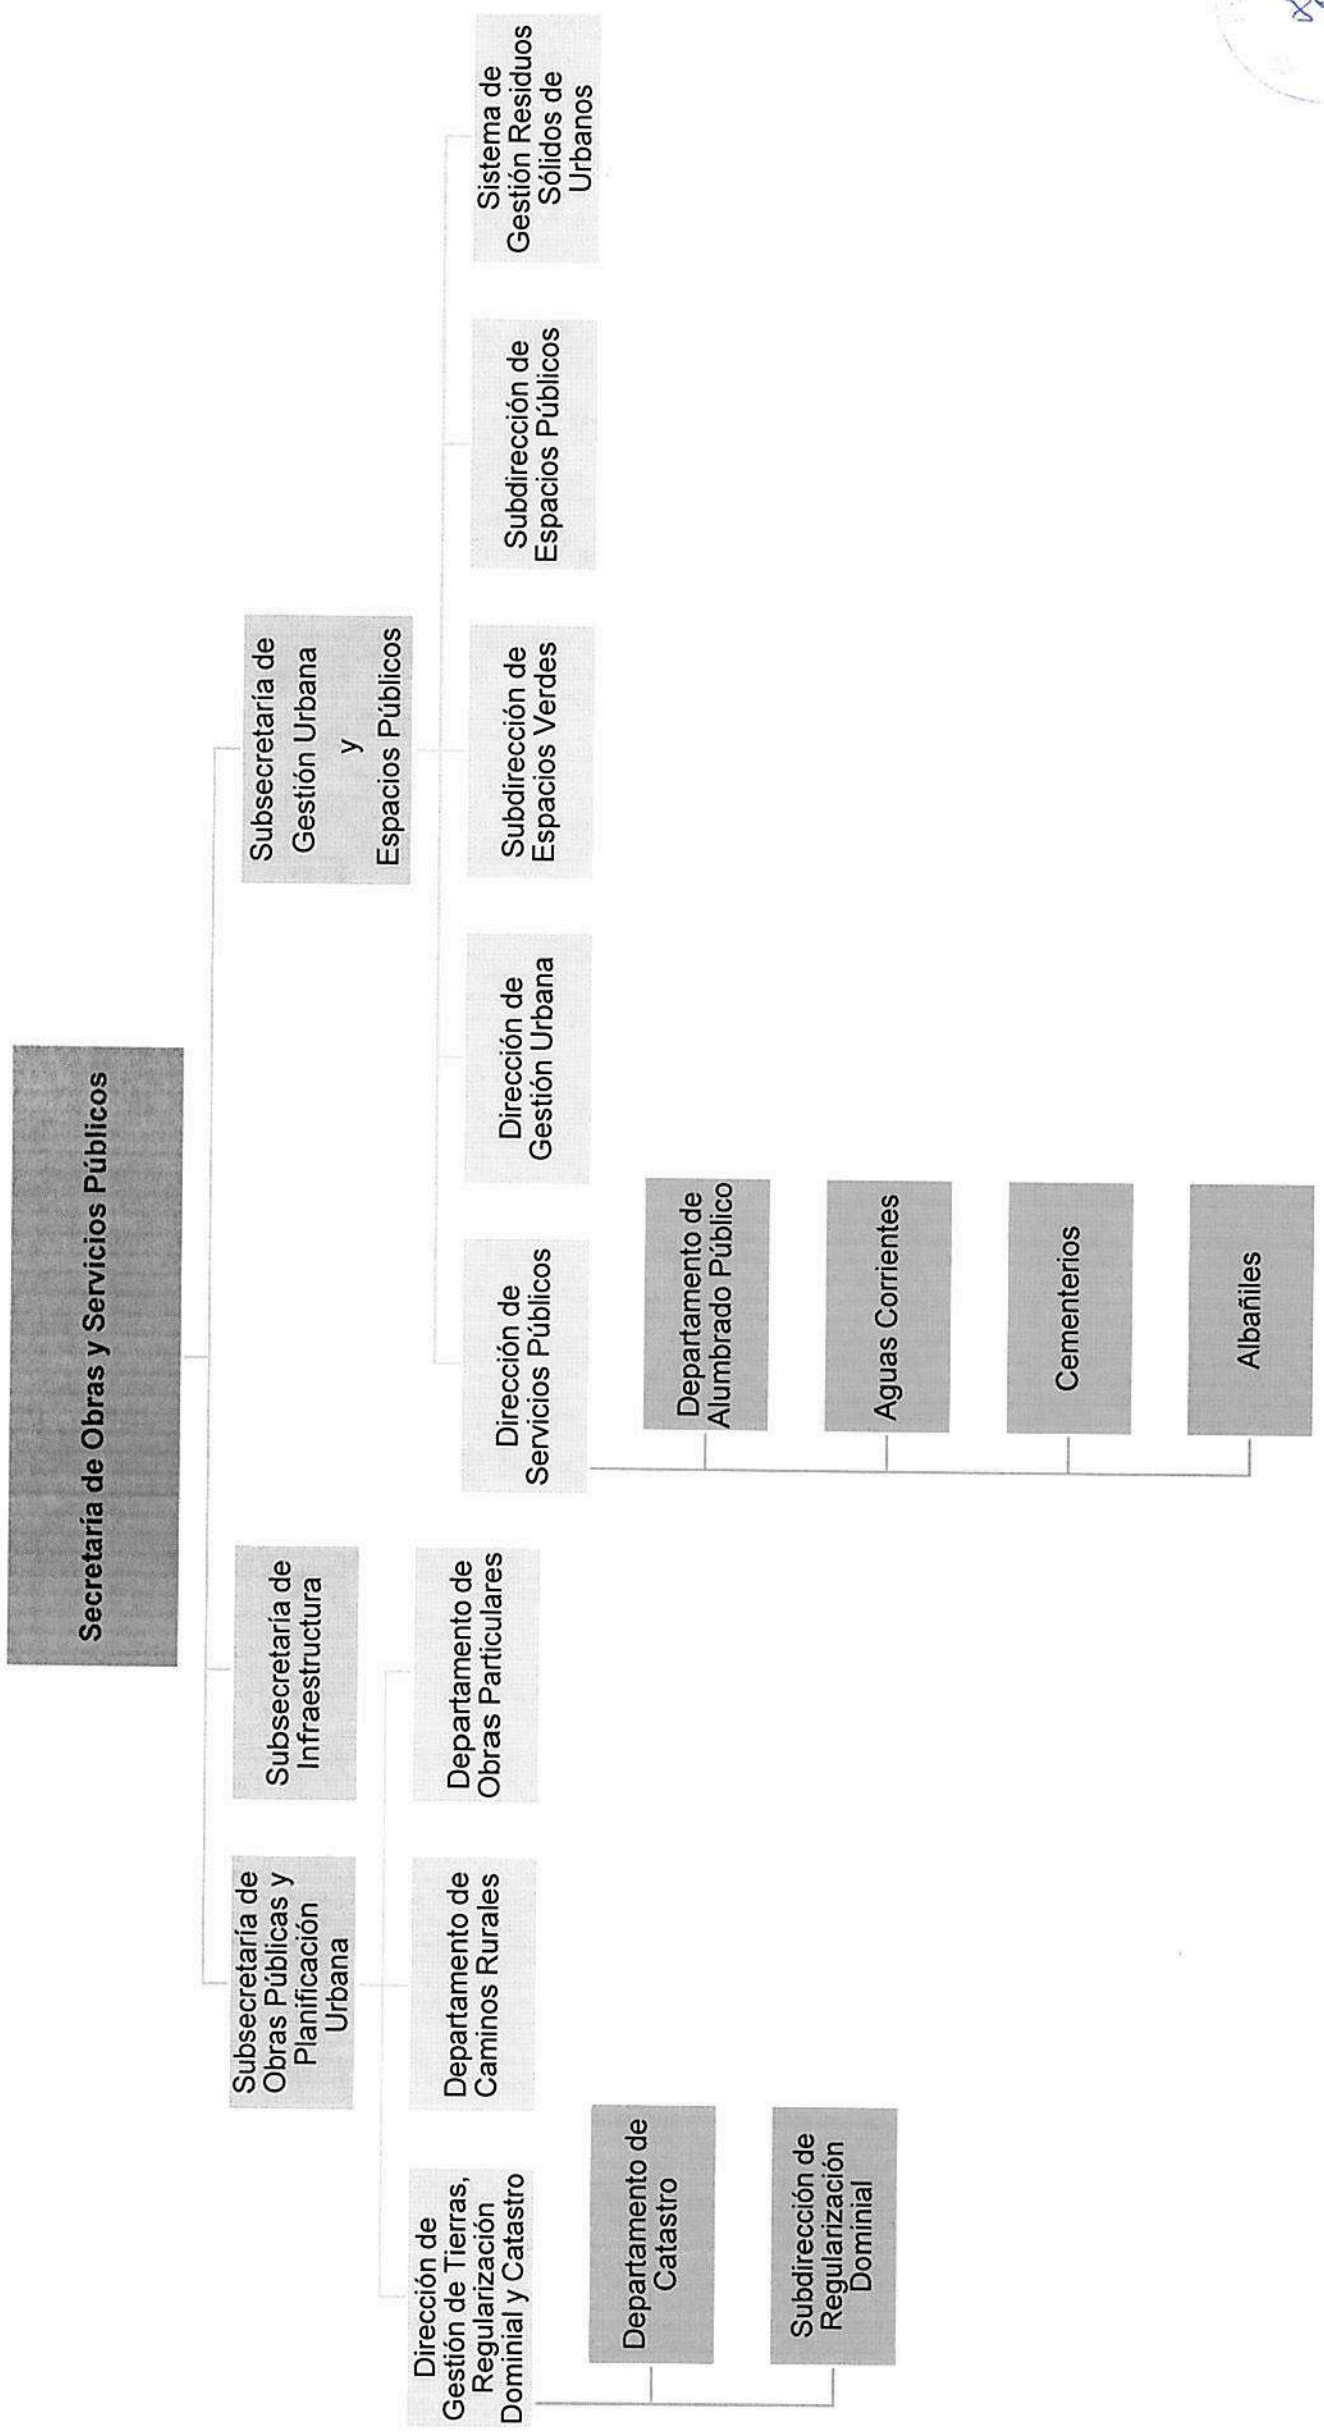 Secretaría de Obras y Servicios Públicos
Subsecretaría de
Obras Públicas y
Planificación
Urbana
Subsecretaría de
Infraestructura
Subsecretaría de
Gestión Urbana
y
Espacios Públicos
Dirección de
Gestión de Tierras,
Regularización
Dominial y Catastro
Departamento de
Caminos Rurales
Departamento de
Obras Particulares
Dirección de
Servicios Públicos
Dirección de
Gestión Urbana
Subdirección de
Espacios Verdes
Subdirección de
Espacios Públicos
Sistema de
Gestión Residuos
Sólidos de
Urbanos
Departamento de
Catastro
Subdirección de
Regularización
Dominial
Departamento de
Alumbrado Público
Aguas Corrientes
Cementerios
Albañiles